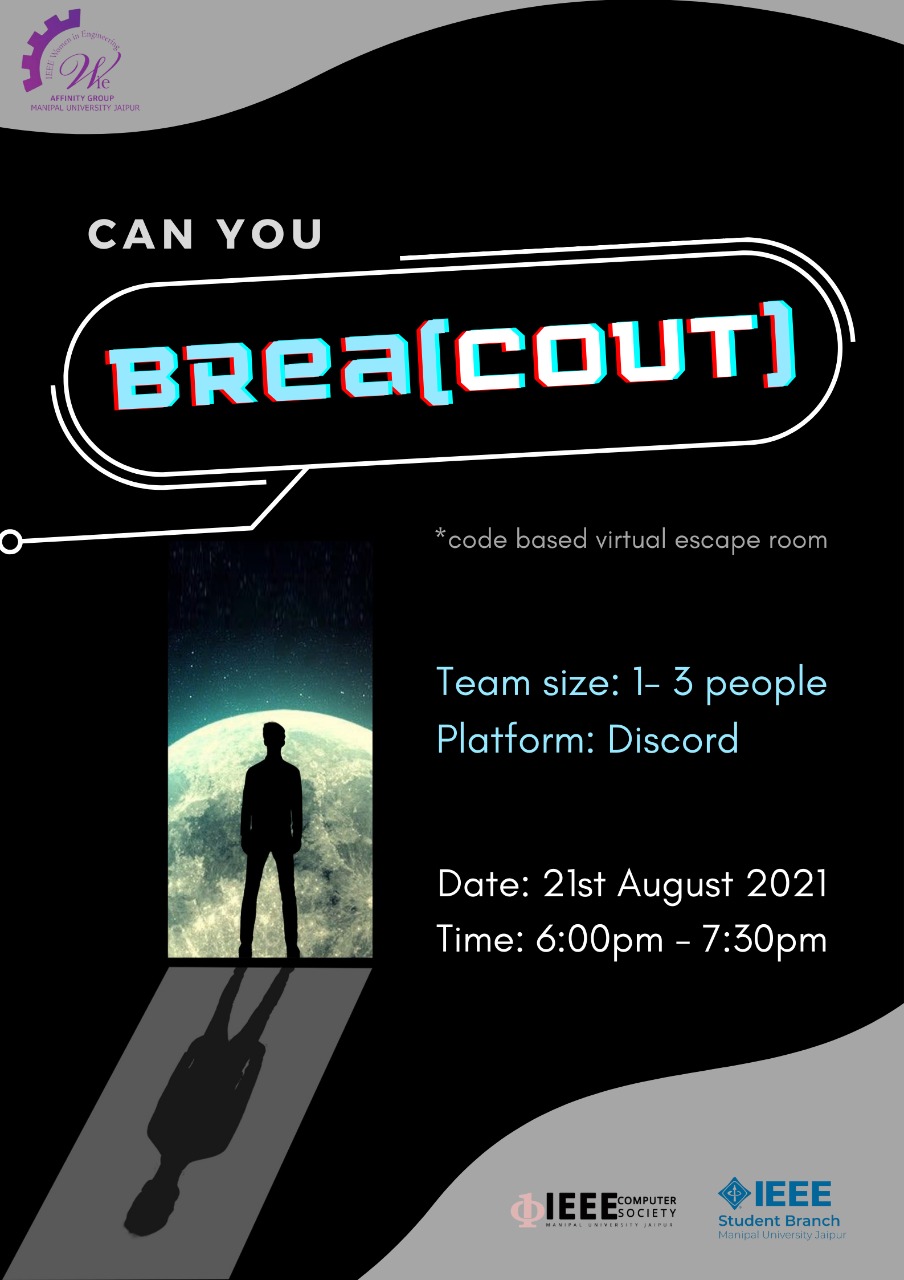 IEEE Women in Engineering
Wie
AFFINITY GROUP
MANIPAL UNIVERSITY JAIPUR
CAN YOU
BREA(COUT)
*code based virtual escape room
Team size: 1- 3 people
Platform: Discord
Date: 21st August 2021
Time: 6:00pm - 7:30pm
IEEE COMPUTER
SOCIETY
MANIPAL UNIVERSITY JAIPUR
IEEE
Student Branch
Manipal University Jaipur